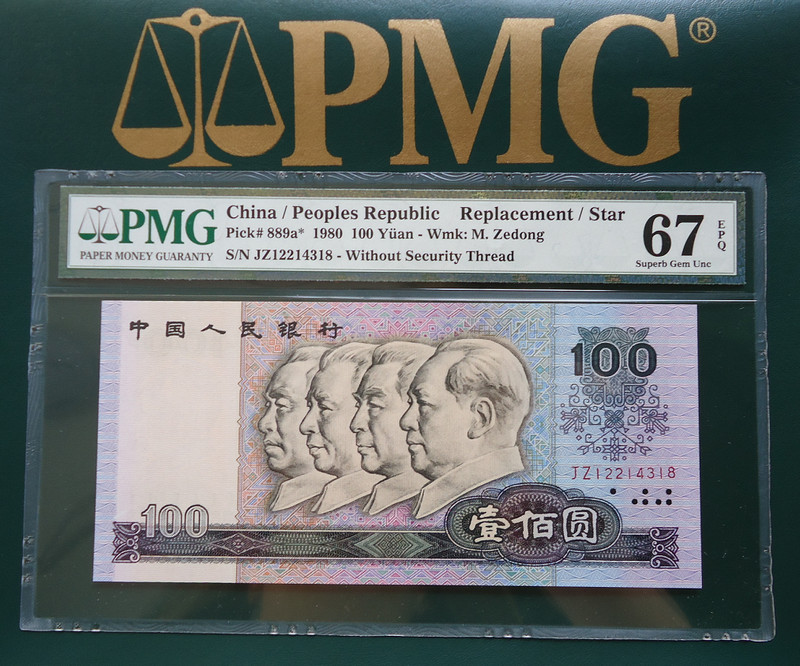 PMG®
PMG
PAPER MONEY GUARANTY
China / Peoples Republic Replacement / Star
Pick# 889a* 1980 100 Yüan - Wmk: M. Zedong
S/N JZ12214318 - Without Security Thread
67
EPQ
Superb Gem Unc
中国人民银行
100
JZ12214318
100
壹佰圆